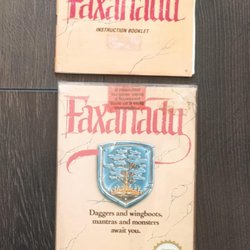 Faxanadu
INSTRUCTION BOOKLET
Faxanadu
Daggers and wingboots,
mantras and monsters
await you.